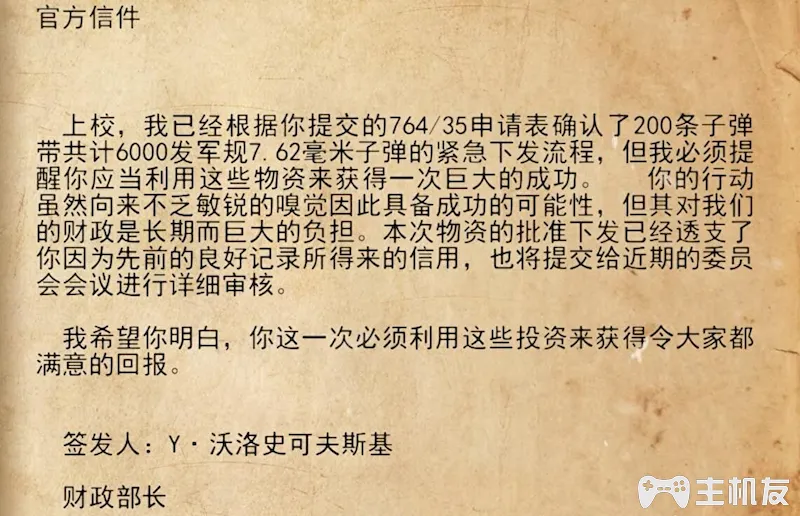 官方信件
上校，我已经根据你提交的764/35申请表确认了200条子弹
带共计6000发军规7.62毫米子弹的紧急下发流程，但我必须提
醒你应当利用这些物资来获得一次巨大的成功。　　你的行动
虽然向来不乏敏锐的嗅觉因此具备成功的可能性，但其对我们
的财政是长期而巨大的负担。本次物资的批准下发已经透支了
你因为先前的良好记录所得来的信用，也将提交给近期的委员
会会议进行详细审核。
我希望你明白，你这一次必须利用这些投资来获得令大家都
满意的回报。
签发人：Y·沃洛史可夫斯基
财政部长
主机友